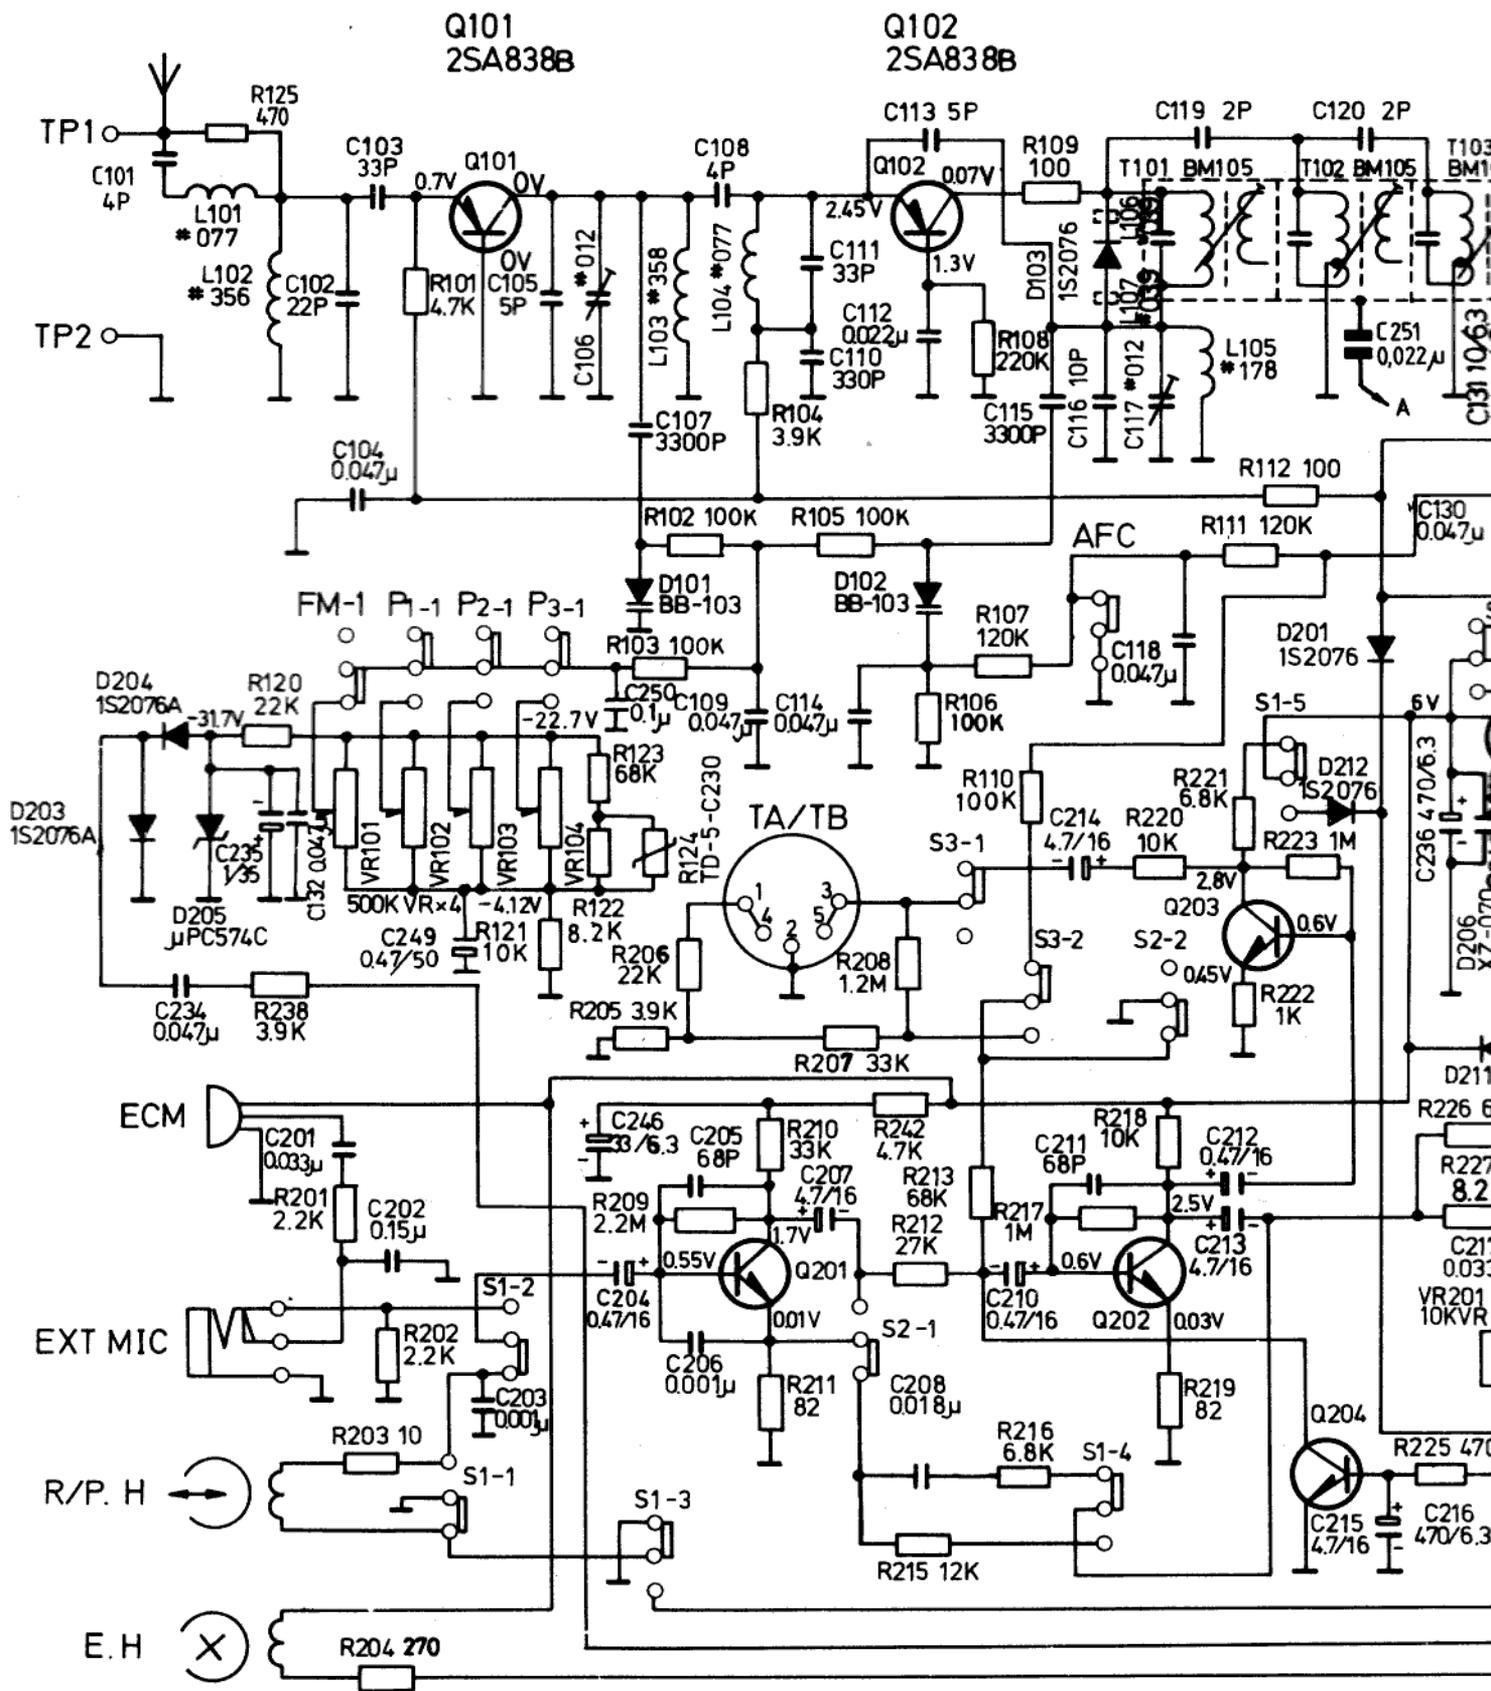 Q101
2SA838B
Q102
2SA838B
TP1
R125
470
C101
4P
L101
*077
L102
*356
C102
22P
TP2
C103
33P
0.7V
Q101
0V
0V
R101
4.7K
C105
5P
*012
C106
L103 *358
C108
4P
L104 *077
C111
33P
C110
330P
R104
3.9K
C107
3300P
C104
0.047μ
C113 5P
Q102
0.07V
2.45V
1.3V
C112
0.022μ
R108
220K
C115
3300P
R109
100
D103
1S2076
L106
L107
*039
C116 10P
C117 *012
L105
*178
C119 2P
C120 2P
T101 BM105
T102 BM105
T103
C251
0,022μ
A
C131 10/6.3
R112 100
R102 100K
R105 100K
AFC
R111 120K
C130
0.047μ
D101
BB-103
D102
BB-103
R107
120K
C118
0.047μ
R106
100K
FM-1
P1-1
P2-1
P3-1
R103 100K
C250
0.1μ
C109
0.047μ
C114
0.047μ
D204
1S2076A
-31.7V
R120
22K
-22.7V
R123
68K
D203
1S2076A
C235
1/35
C132 0.047μ
VR101
VR102
VR103
VR104
R124
TD-5-C230
D205
μPC574C
500K VR×4
-4.12V
R122
8.2K
C249
0.47/50
R121
10K
C234
0.047μ
R238
3.9K
TA/TB
1
2
3
4
5
R206
22K
R208
1.2M
R205 3.9K
R207 33K
R110
100K
S3-1
C214
4.7/16
R220
10K
R221
6.8K
S1-5
D212
1S2076
R223 1M
2.8V
Q203
0.6V
0.45V
R222
1K
S3-2
S2-2
D201
1S2076
6V
C236 470/6.3
D206
D211
ECM
C201
0.033μ
R201
2.2K
C202
0.15μ
C246
33/6.3
C205
68P
R210
33K
R242
4.7K
C207
4.7/16
R209
2.2M
1.7V
0.55V
Q201
0.01V
C204
0.47/16
C206
0.001μ
R211
82
R213
68K
R212
27K
R217
1M
C211
68P
R218
10K
C212
0.47/16
2.5V
C213
4.7/16
0.6V
C210
0.47/16
Q202
0.03V
R219
82
R226
R227
8.2
VR201
10KVR
EXT MIC
R202
2.2K
S1-2
C203
0.001μ
S2-1
C208
0.018μ
R203 10
S1-1
R/P. H
S1-3
R216
6.8K
S1-4
R215 12K
Q204
R225 470
C215
4.7/16
C216
470/6.3
E.H
R204 270